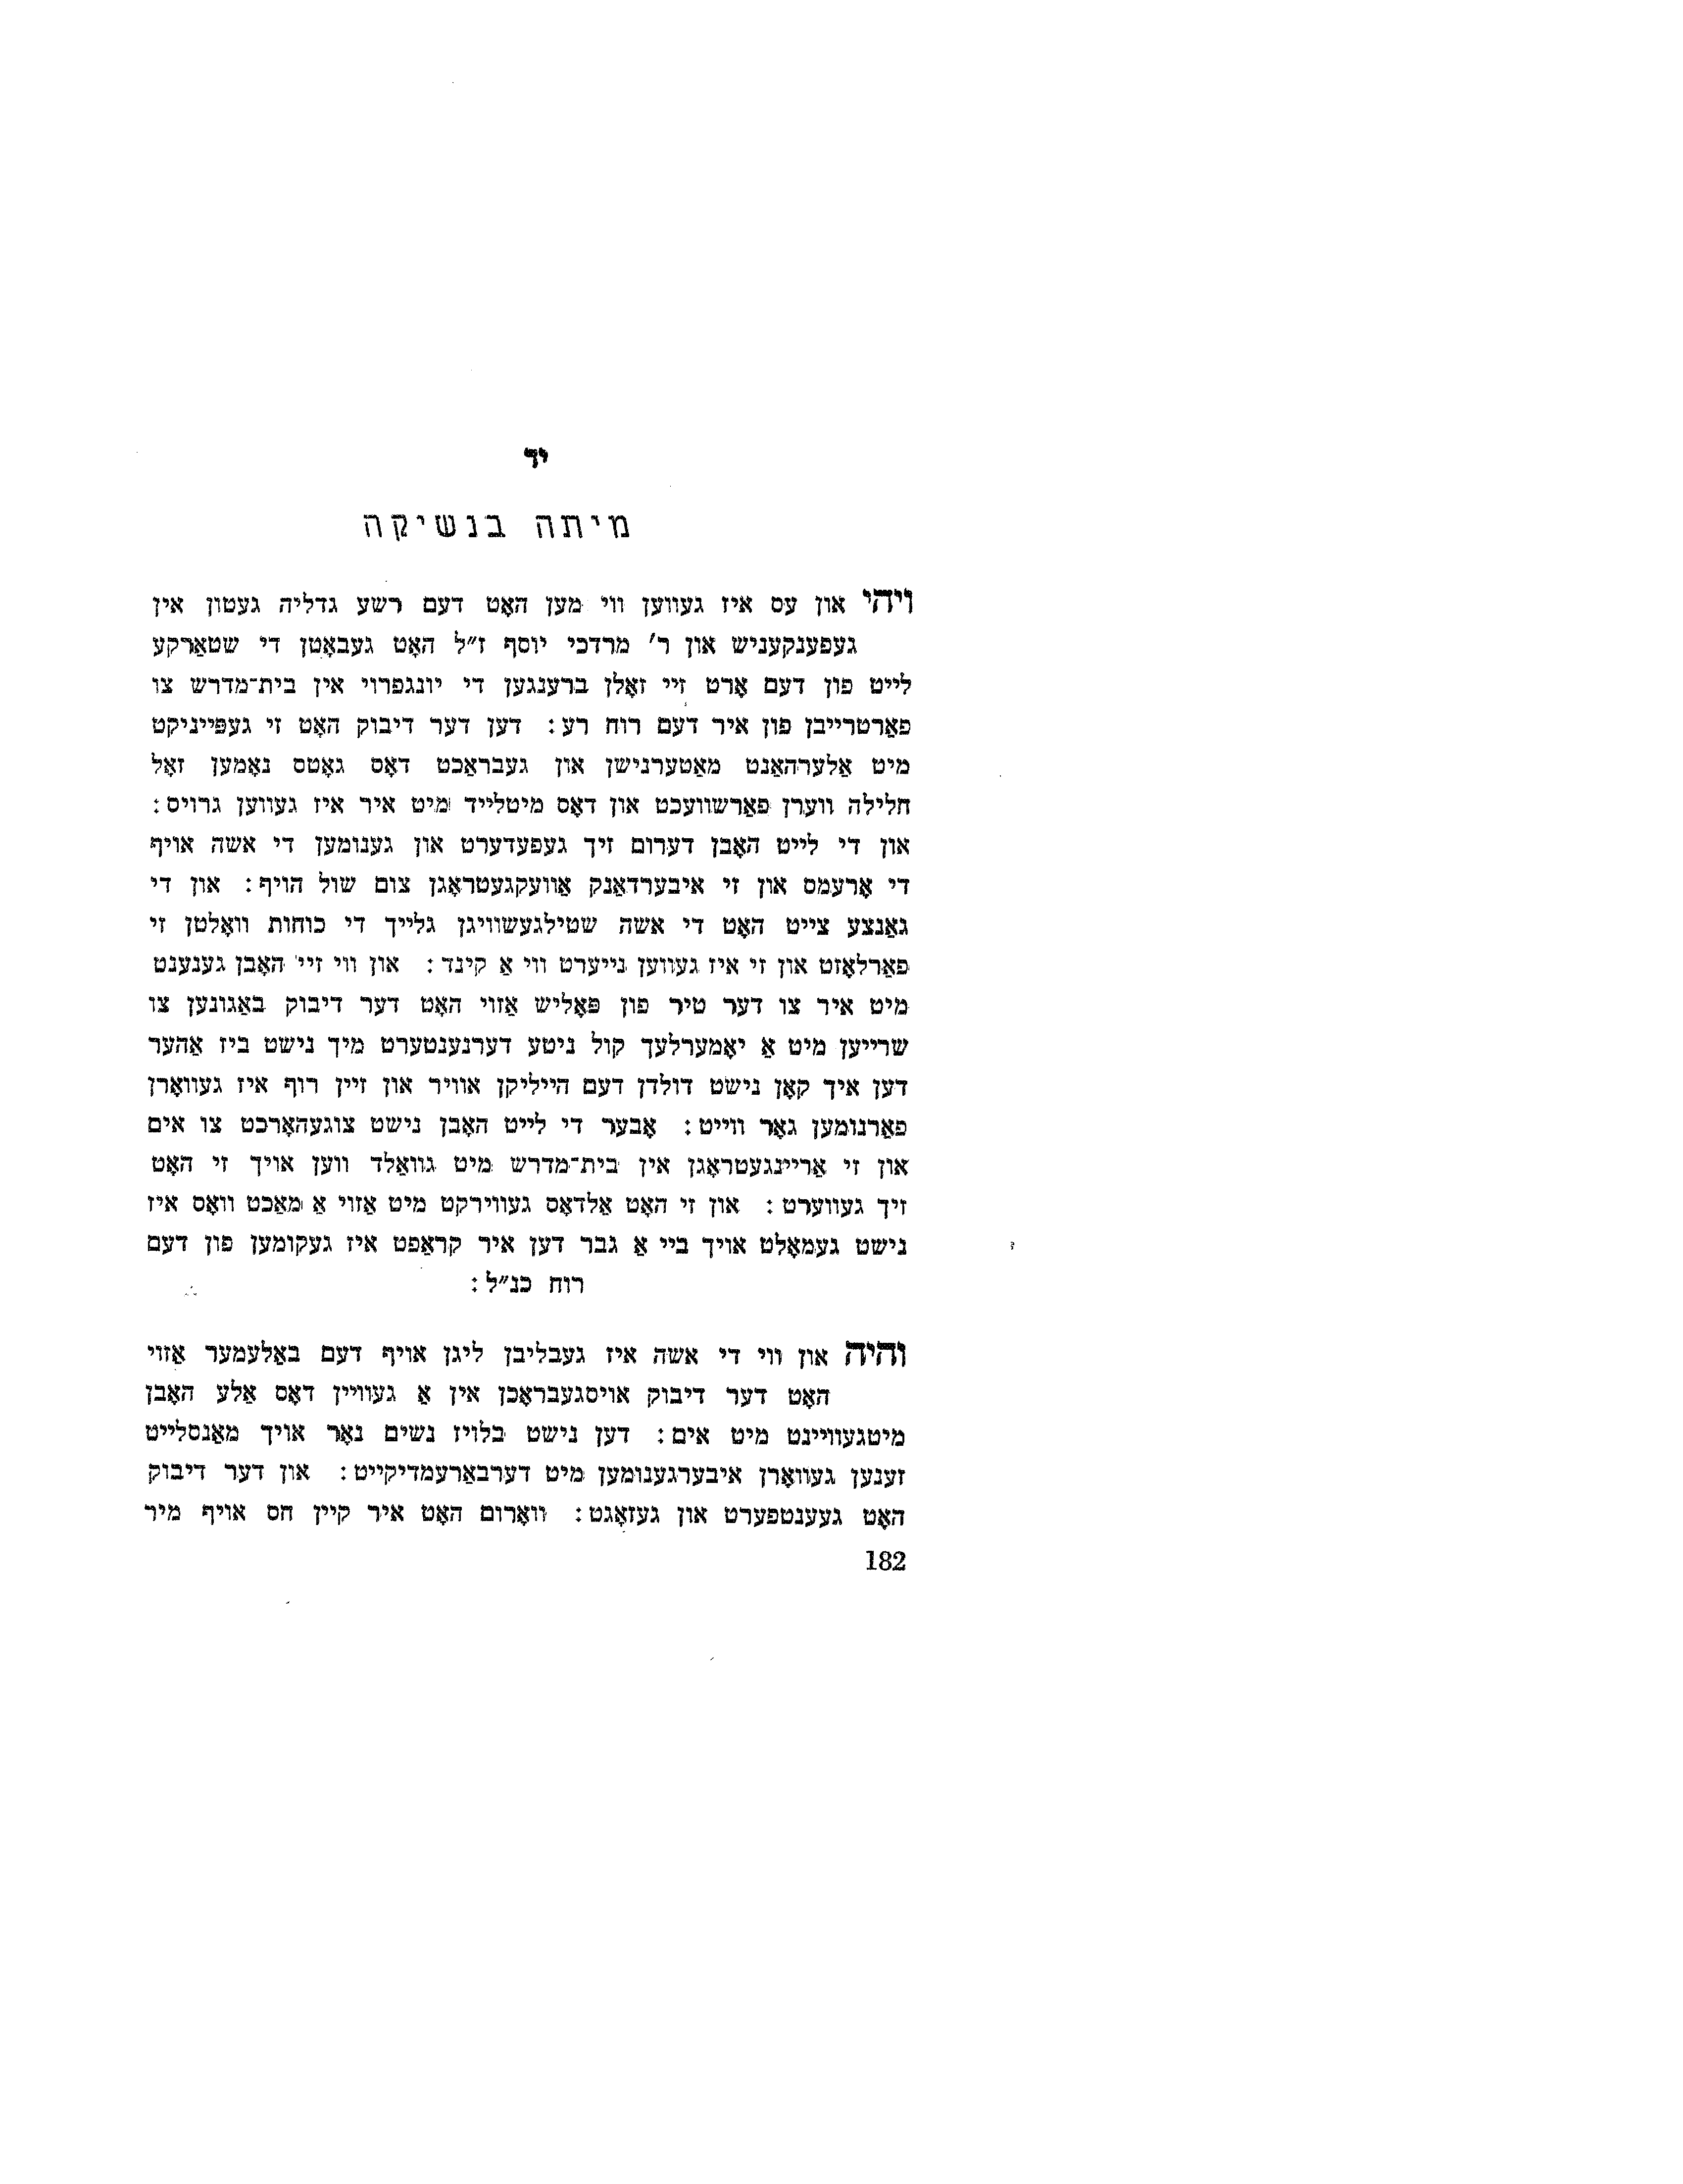 יד
מיתה בנשיקה
ויהי און עס איז געווען ווי מען האָט דעם רשע גדליה געטון אין
געפענקעניש און ר׳ מרדכי יוסף ז״ל האָט געבאָטן די שטאַרקע
לייט פון דעם אָרט זיי זאָלן ברענגען די יונגפרוי אין בית־מדרש צו
פאַרטרייבן פון איר דעם רוח רע: דען דער דיבוק האָט זי געפּייניקט
מיט אַלערהאַנט מאַטערנישן און געבראַכט דאָס גאָטס נאָמען זאָל
חלילה ווערן פאַרשוועכט און דאָס מיטלייד מיט איר איז געווען גרויס:
און די לייט האָבן דערום זיך געפעדערט און גענומען די אשה אויף
די אָרעמס און זי איבערדאַנק אַוועקגעטראָגן צום שול הויף: און די
גאַנצע צייט האָט די אשה שטילגעשוויגן גלייך די כוחות וואָלטן זי
פאַרלאָזט און זי איז געווען נייערט ווי אַ קינד: און ווי זיי האָבן גענענט
מיט איר צו דער טיר פון פּאָליש אַזוי האָט דער דיבוק באַגונען צו
שרייען מיט אַ יאָמערלעך קול ניטע דערנענטערט מיך נישט ביז אַהער
דען איך קאָן נישט דולדן דעם הייליקן אוויר און זיין רוף איז געוואָרן
פאַרנומען גאָר ווייט: אָבער די לייט האָבן נישט צוגעהאָרכט צו אים
און זי אַריינגעטראָגן אין בית־מדרש מיט גוואַלד ווען אויך זי האָט
זיך געווערט: און זי האָט אַלדאָס געווירקט מיט אַזוי אַ מאַכט וואָס איז
נישט געמאָלט אויך ביי אַ גבר דען איר קראַפט איז געקומען פון דעם
רוח כנ״ל:
והיה און ווי די אשה איז געבליבן ליגן אויף דעם באַלעמער אַזוי
האָט דער דיבוק אויסגעבראָכן אין אַ געוויין דאָס אַלע האָבן
מיטגעוויינט מיט אים: דען נישט בלויז נשים נאָר אויך מאַנסלייט
זענען געוואָרן איבערגענומען מיט דערבאַרעמדיקייט: און דער דיבוק
האָט געענטפערט און געזאָגט: וואָרום האָט איר קיין חס אויף מיר
182